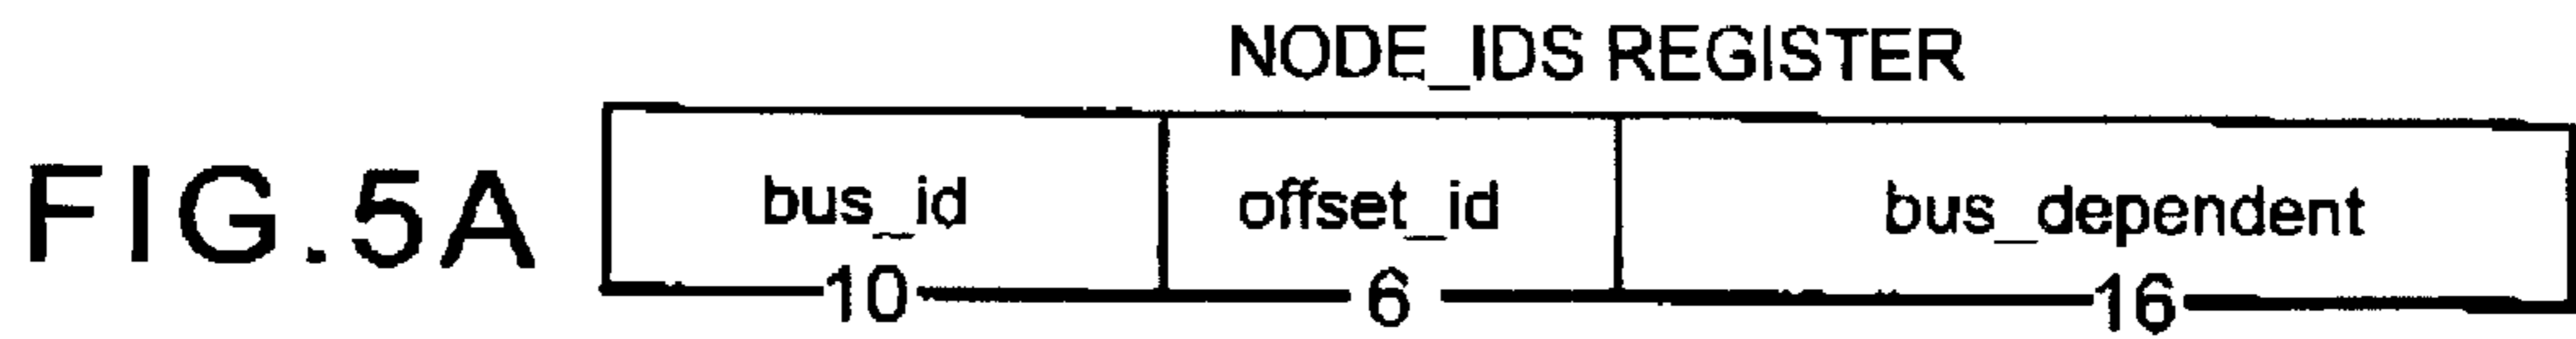 NODE_IDS REGISTER
FIG.5A bus_id offset_id bus_dependent
10 6 16